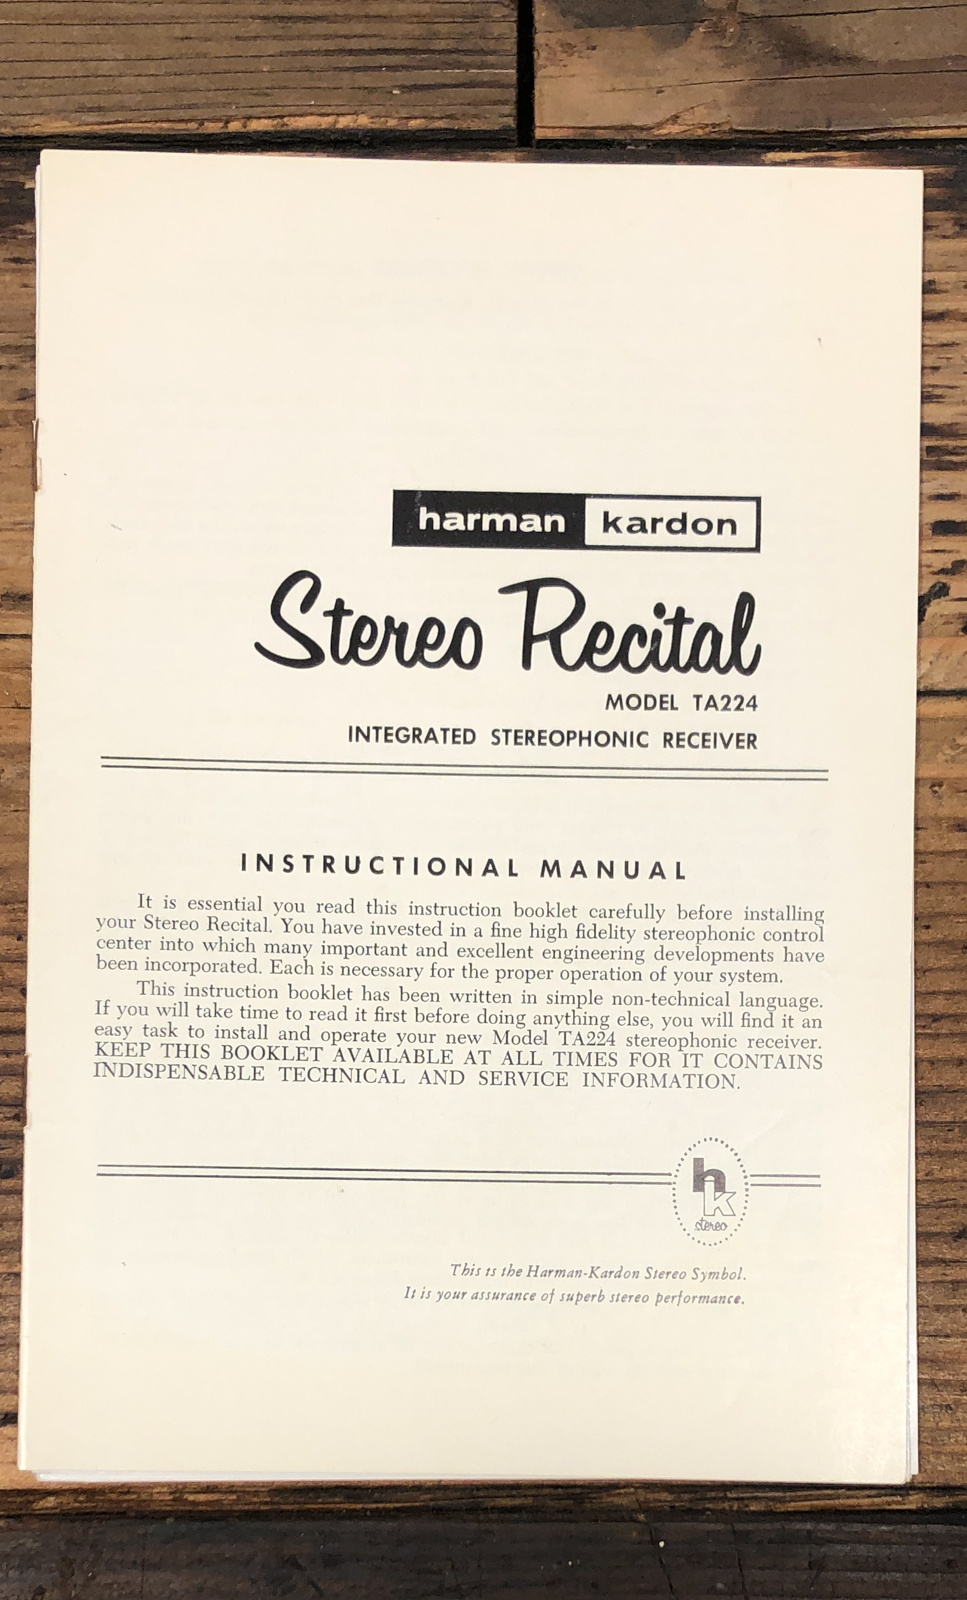 harman kardon
Stereo Recital
MODEL TA224
INTEGRATED STEREOPHONIC RECEIVER
INSTRUCTIONAL MANUAL
It is essential you read this instruction booklet carefully before installing
your Stereo Recital. You have invested in a fine high fidelity stereophonic control
center into which many important and excellent engineering developments have
been incorporated. Each is necessary for the proper operation of your system.
This instruction booklet has been written in simple non-technical language.
If you will take time to read it first before doing anything else, you will find it an
easy task to install and operate your new Model TA224 stereophonic receiver.
KEEP THIS BOOKLET AVAILABLE AT ALL TIMES FOR IT CONTAINS
INDISPENSABLE TECHNICAL AND SERVICE INFORMATION.
h
k
stereo
This is the Harman-Kardon Stereo Symbol.
It is your assurance of superb stereo performance.